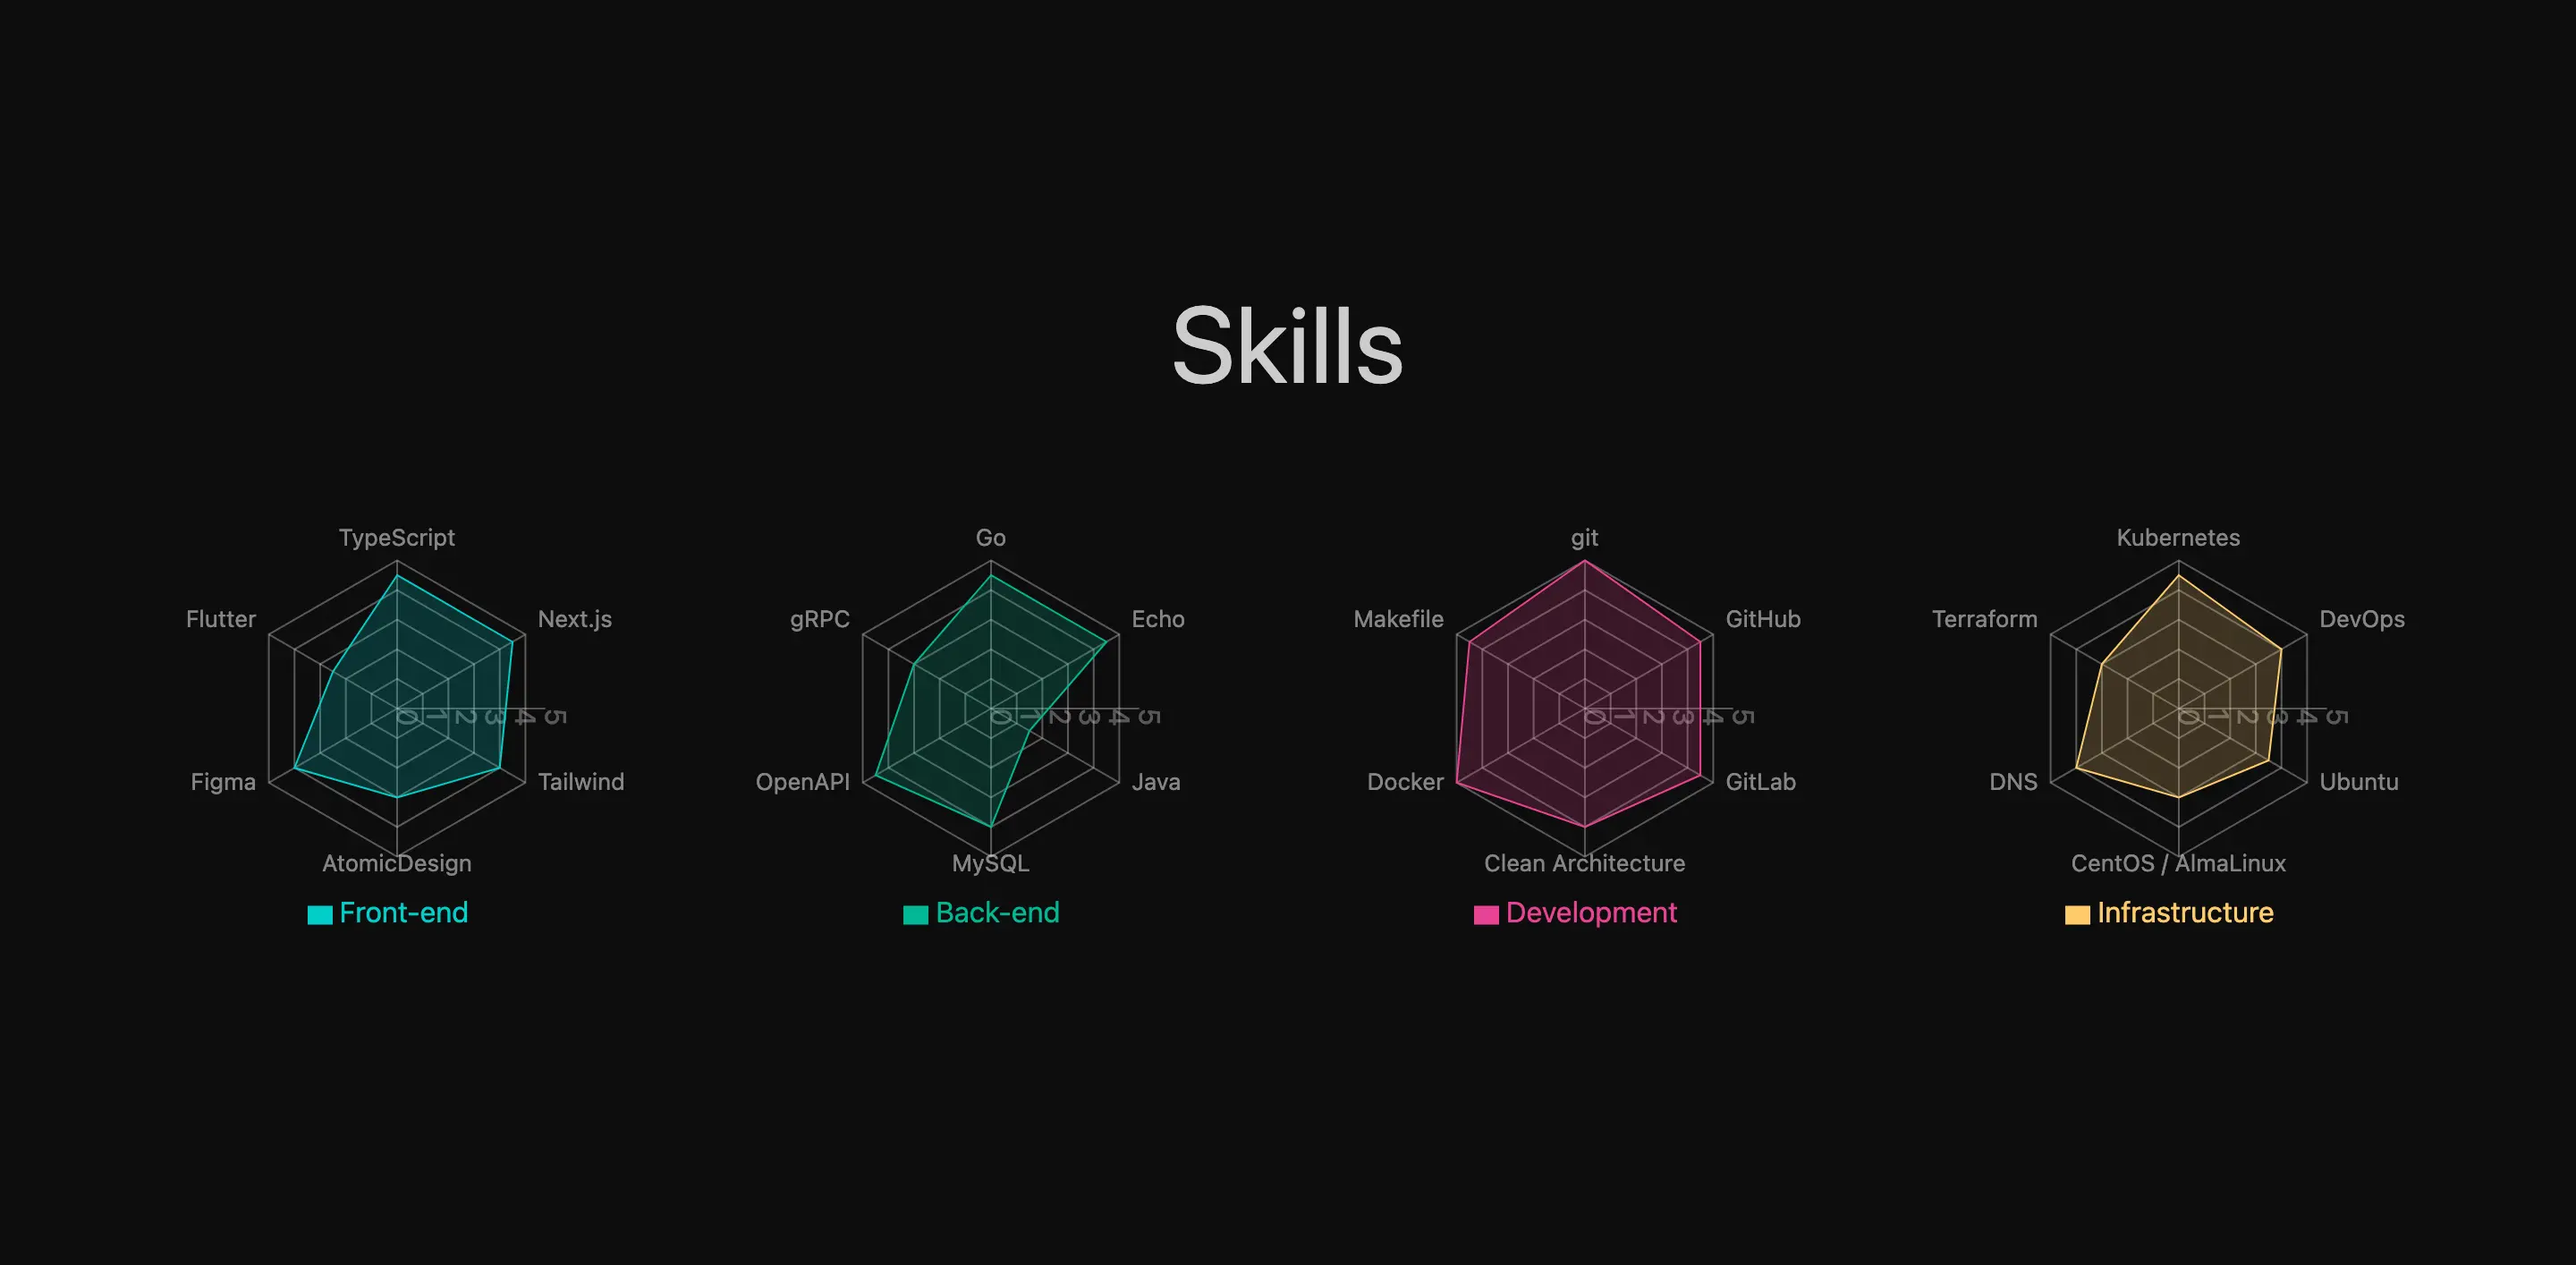 Skills
TypeScript
Next.js
Tailwind
AtomicDesign
Figma
Flutter
0 1 2 3 4 5
Front-end
Go
Echo
Java
MySQL
OpenAPI
gRPC
0 1 2 3 4 5
Back-end
git
GitHub
GitLab
Clean Architecture
Docker
Makefile
0 1 2 3 4 5
Development
Kubernetes
DevOps
Ubuntu
CentOS / AlmaLinux
DNS
Terraform
0 1 2 3 4 5
Infrastructure